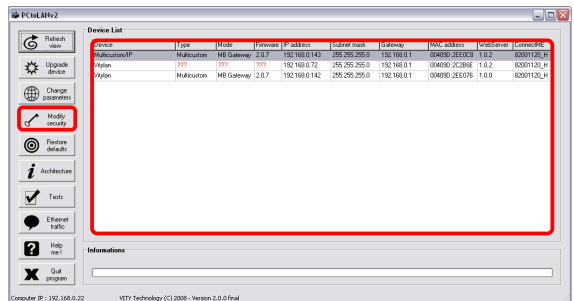 PCtoLANv2
Refresh view
Upgrade device
Change parameters
Modify security
Restore defaults
Architecture
Tests
Ethernet traffic
Help me !
Quit program
Device List
Device Type Mode Firmware IP address Subnet mask Gateway MAC address WebServer ConnectME
Multicustom/IP Multicustom MB Gateway 2.0.7 192.168.0.143 255.255.255.0 192.168.0.1 00409D:2EE0C8 1.0.2 82001120_H
Vitylan ??? ??? ??? 192.168.0.72 255.255.255.0 192.168.0.1 00409D:2C2B6E 1.0.2 82001120_H
Vitylan Multicustom MB Gateway 2.0.7 192.168.0.142 255.255.255.0 192.168.0.1 00409D:2EE076 1.0.0 82001120_H
Informations
Computer IP : 192.168.0.22 VITY Technology (C) 2008 - Version 2.0.0 final